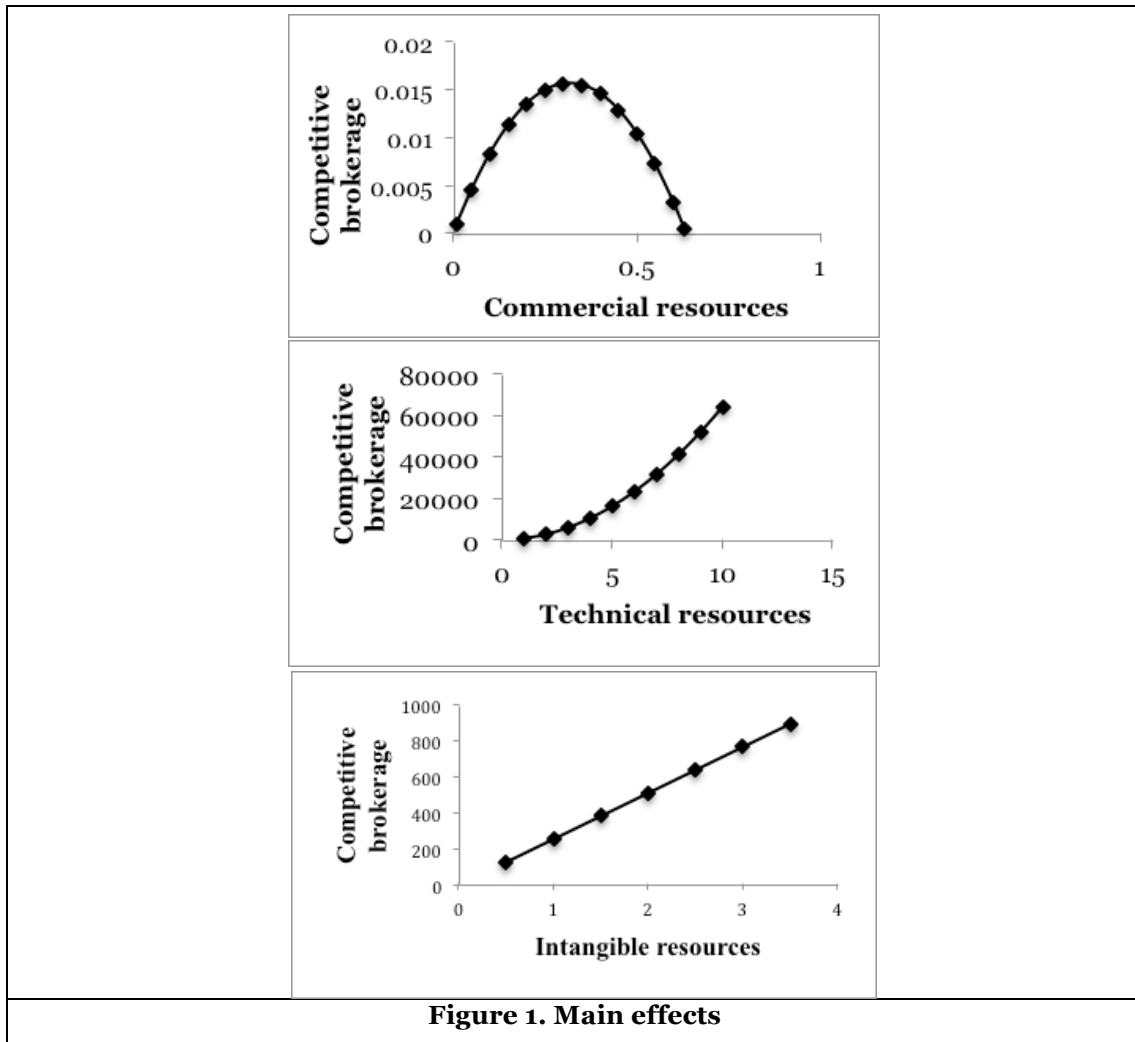 0.02
0.015
0.01
0.005
0
0 0.5 1
Competitive
brokerage
Commercial resources
80000
60000
40000
20000
0
0 5 10 15
Competitive
brokerage
Technical resources
1000
800
600
400
200
0
0 1 2 3 4
Competitive
brokerage
Intangible resources
Figure 1. Main effects